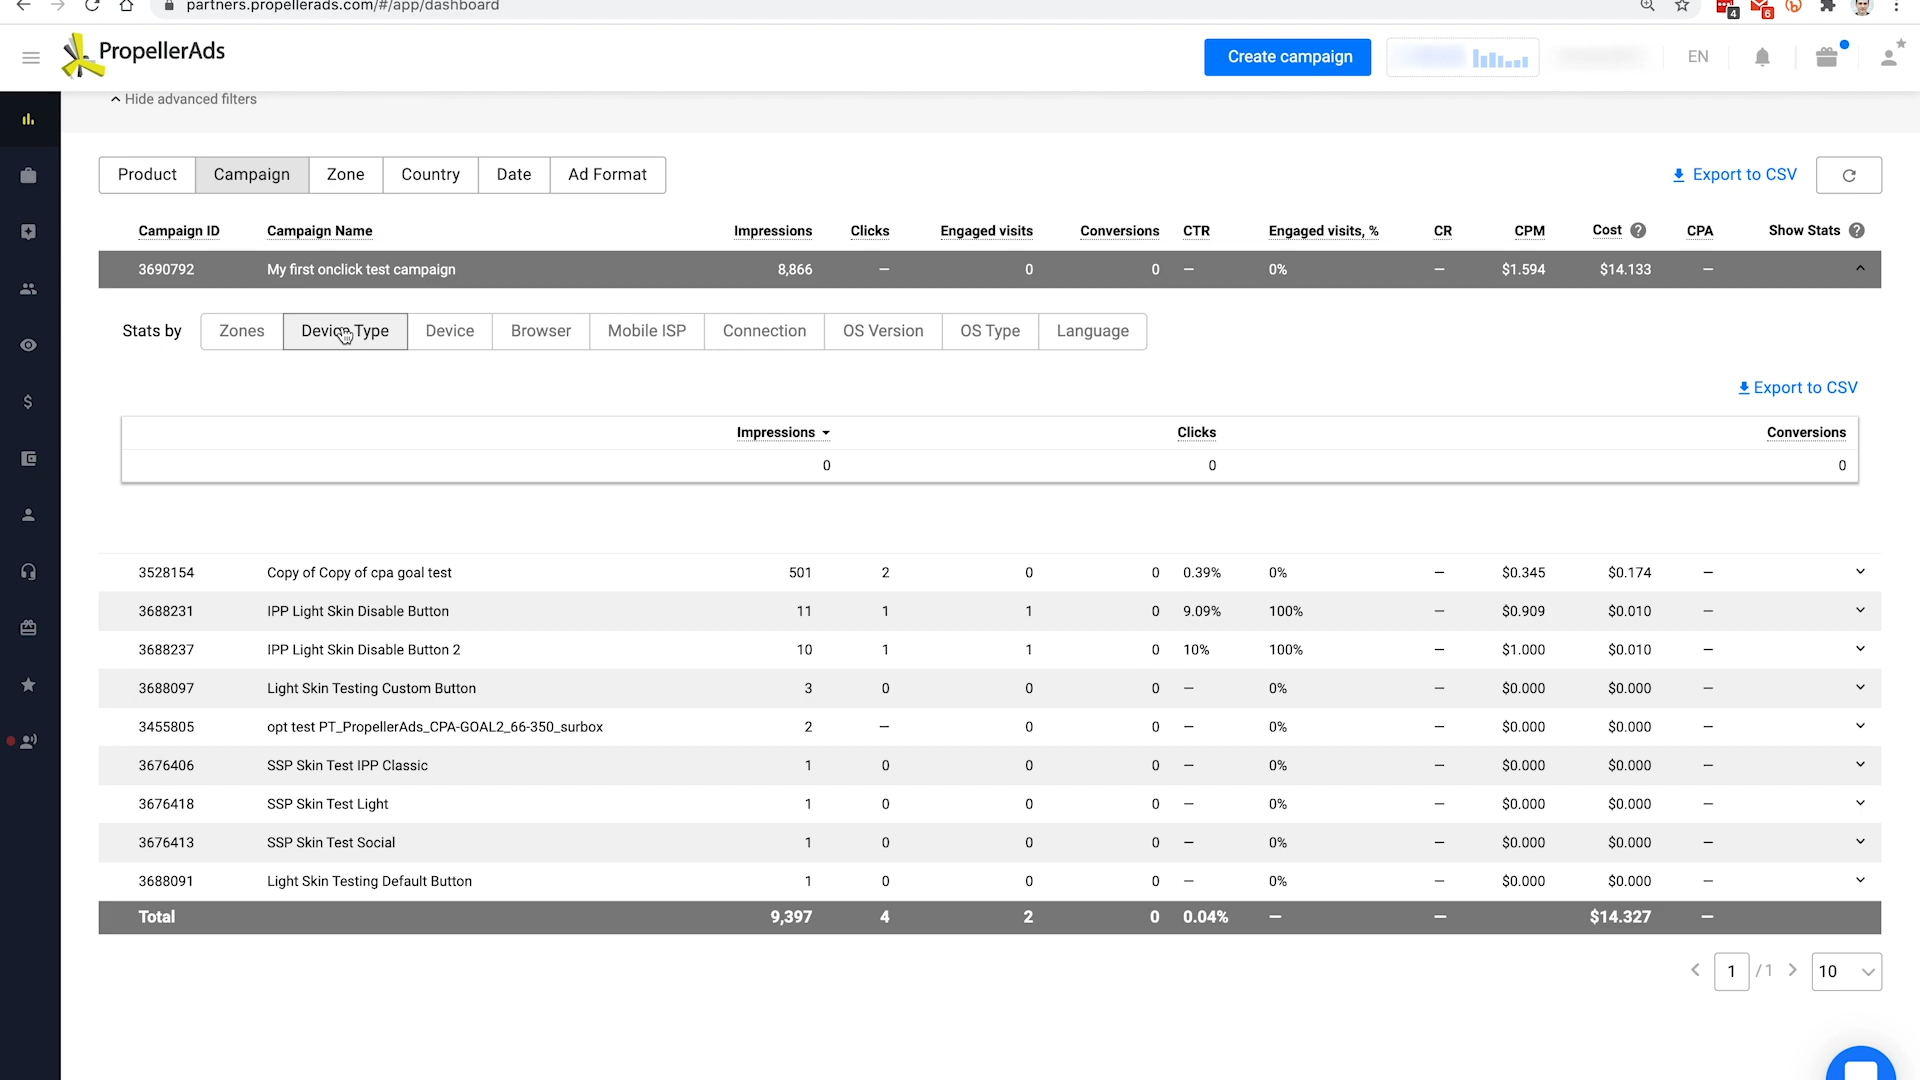 partners.propellerads.com/#/app/dashboard
4
6
PropellerAds
Create campaign
EN
Hide advanced filters
Product Campaign Zone Country Date Ad Format
Export to CSV
Campaign ID Campaign Name Impressions Clicks Engaged visits Conversions CTR Engaged visits, % CR CPM Cost ? CPA Show Stats ?
3690792 My first onclick test campaign 8,866 – 0 0 – 0% – $1.594 $14.133 –
Stats by Zones Device Type Device Browser Mobile ISP Connection OS Version OS Type Language
Export to CSV
Impressions Clicks Conversions
0 0 0
3528154 Copy of Copy of cpa goal test 501 2 0 0 0.39% 0% – $0.345 $0.174 –
3688231 IPP Light Skin Disable Button 11 1 1 0 9.09% 100% – $0.909 $0.010 –
3688237 IPP Light Skin Disable Button 2 10 1 1 0 10% 100% – $1.000 $0.010 –
3688097 Light Skin Testing Custom Button 3 0 0 0 – 0% – $0.000 $0.000 –
3455805 opt test PT_PropellerAds_CPA-GOAL2_66-350_surbox 2 – 0 0 – 0% – $0.000 $0.000 –
3676406 SSP Skin Test IPP Classic 1 0 0 0 – 0% – $0.000 $0.000 –
3676418 SSP Skin Test Light 1 0 0 0 – 0% – $0.000 $0.000 –
3676413 SSP Skin Test Social 1 0 0 0 – 0% – $0.000 $0.000 –
3688091 Light Skin Testing Default Button 1 0 0 0 – 0% – $0.000 $0.000 –
Total 9,397 4 2 0 0.04% – – $14.327 –
1 / 1 10